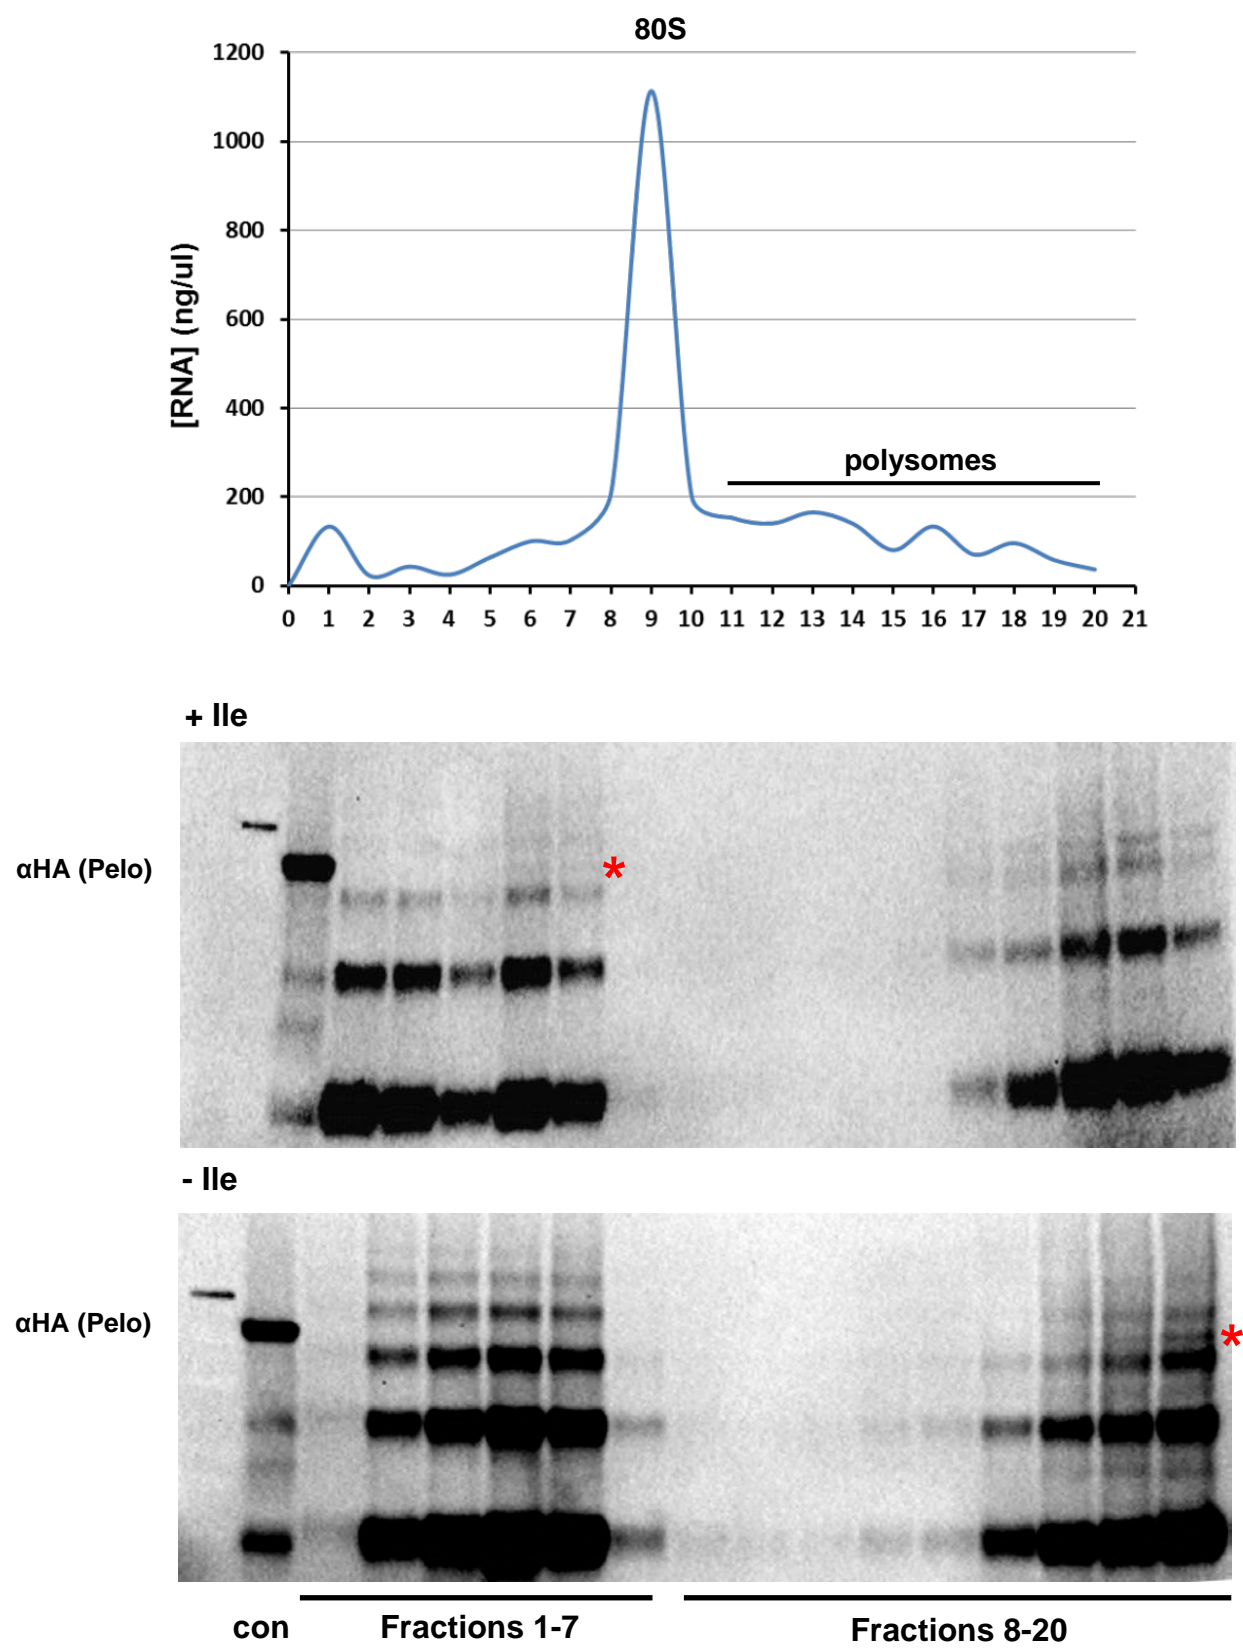 80S
1200
1000
800
600
400
200
0
[RNA] (ng/ul)
polysomes
0 1 2 3 4 5 6 7 8 9 10 11 12 13 14 15 16 17 18 19 20 21
+ Ile
αHA (Pelo)
*
- Ile
αHA (Pelo)
*
con Fractions 1-7 Fractions 8-20